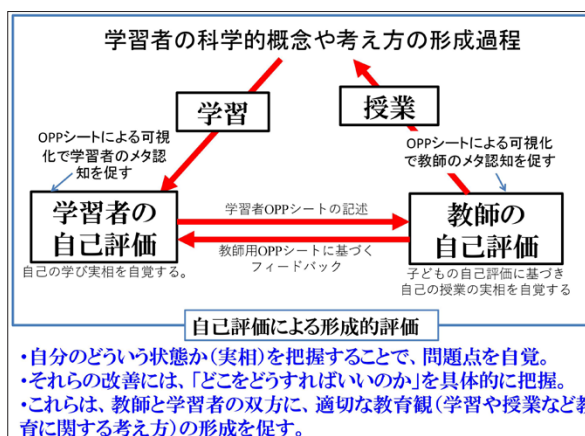 学習者の科学的概念や考え方の形成過程
学習
授業
OPPシートによる可視
化で学習者のメタ認
知を促す
OPPシートによる可視化
で教師のメタ認知を促す
学習者の
自己評価
学習者OPPシートの記述
教師用OPPシートに基づく
フィードバック
教師の
自己評価
自己の学び実相を自覚する。
子どもの自己評価に基づき
自己の授業の実相を自覚する
自己評価による形成的評価
・自分のどういう状態か(実相)を把握することで、問題点を自覚。
・それらの改善には、「どこをどうすればいいのか」を具体的に把握。
・これらは、教師と学習者の双方に、適切な教育観(学習や授業など教
育に関する考え方)の形成を促す。